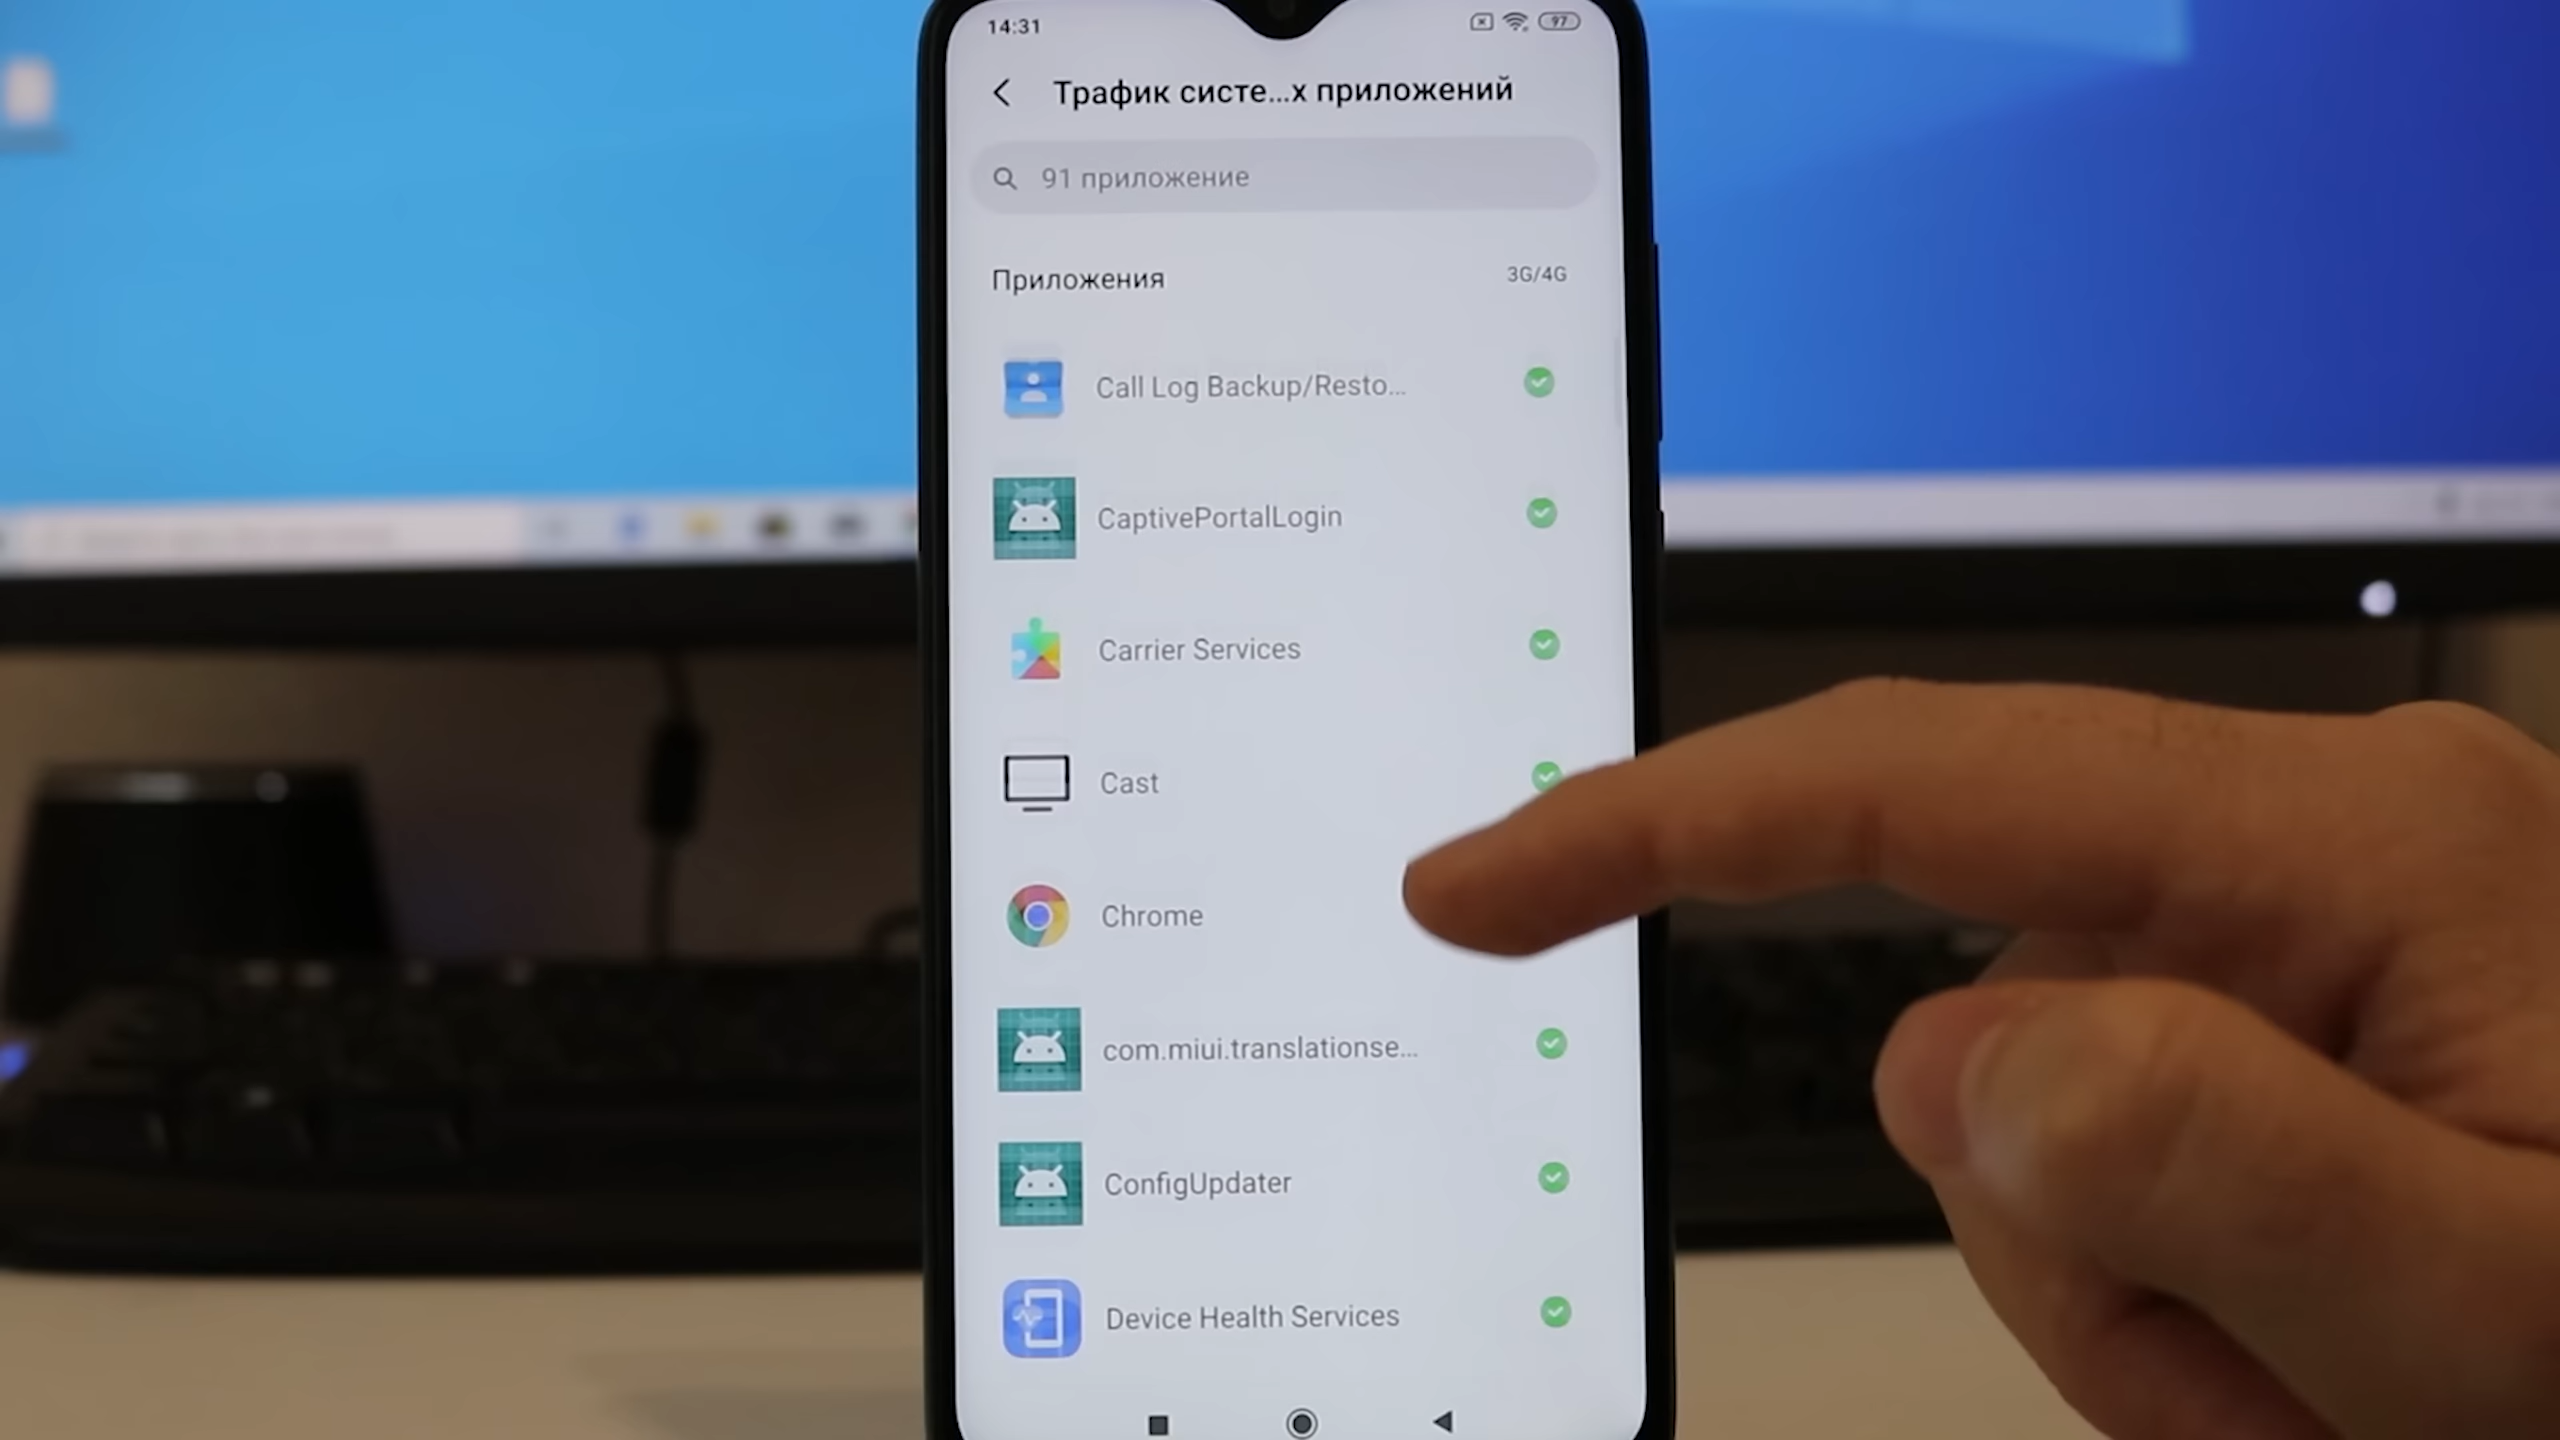 14:31
97
Трафик систе...х приложений
91 приложение
Приложения
3G/4G
Call Log Backup/Resto...
CaptivePortalLogin
Carrier Services
Cast
Chrome
com.miui.translationse...
ConfigUpdater
Device Health Services